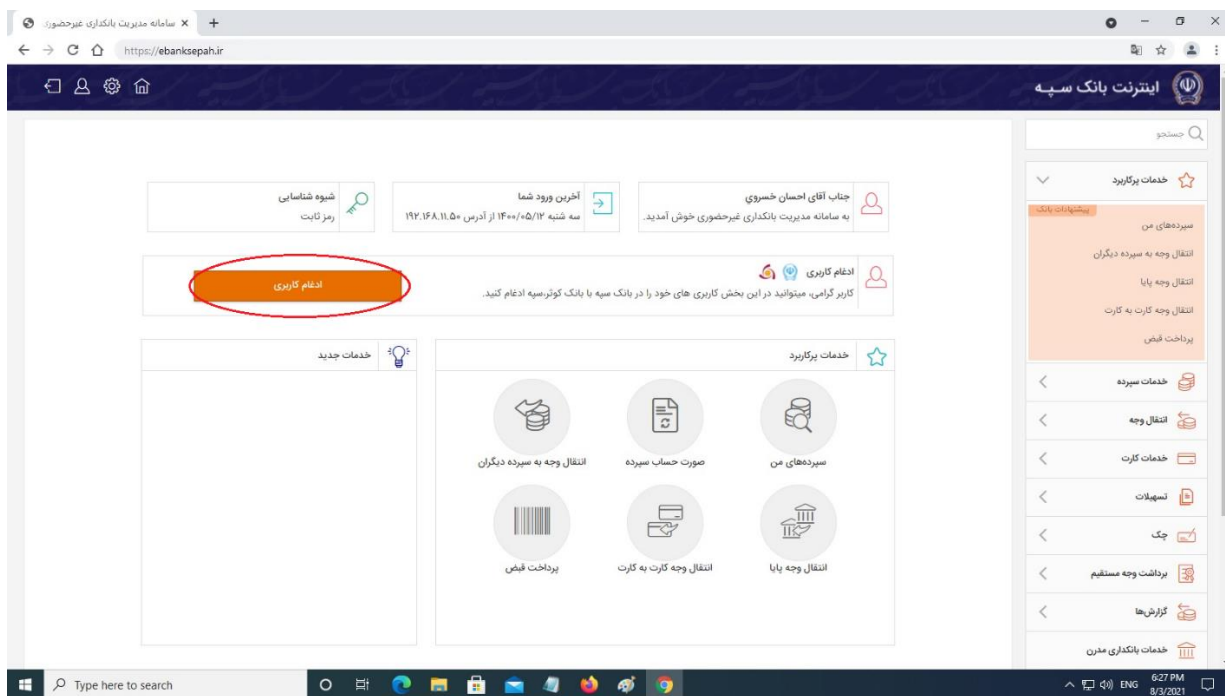 سامانه مدیریت بانکداری غیرحضوری
https://ebanksepah.ir
اینترنت بانک سـپـه
جستجو
خدمات پرکاربرد
پیشنهادات بانک
سپرده‌های من
انتقال وجه به سپرده دیگران
انتقال وجه پایا
انتقال وجه کارت به کارت
پرداخت قبض
خدمات سپرده
انتقال وجه
خدمات کارت
تسهیلات
چک
برداشت وجه مستقیم
گزارش‌ها
خدمات بانکداری مدرن
جناب آقای احسان خسروي
به سامانه مدیریت بانکداری غیرحضوری خوش آمدید.
آخرین ورود شما
سه شنبه ۱۴۰۰/۰۵/۱۲ از آدرس ۱۹۲.۱۶۸.۱۱.۵۰
شیوه شناسایی
رمز ثابت
ادغام کاربری
کاربر گرامی، میتوانید در این بخش کاربری های خود را در بانک سپه با بانک کوثر،سپه ادغام کنید.
ادغام کاربری
خدمات پرکاربرد
سپرده‌های من
صورت حساب سپرده
انتقال وجه به سپرده دیگران
انتقال وجه پایا
انتقال وجه کارت به کارت
پرداخت قبض
خدمات جدید
Type here to search
ENG
6:27 PM
8/3/2021